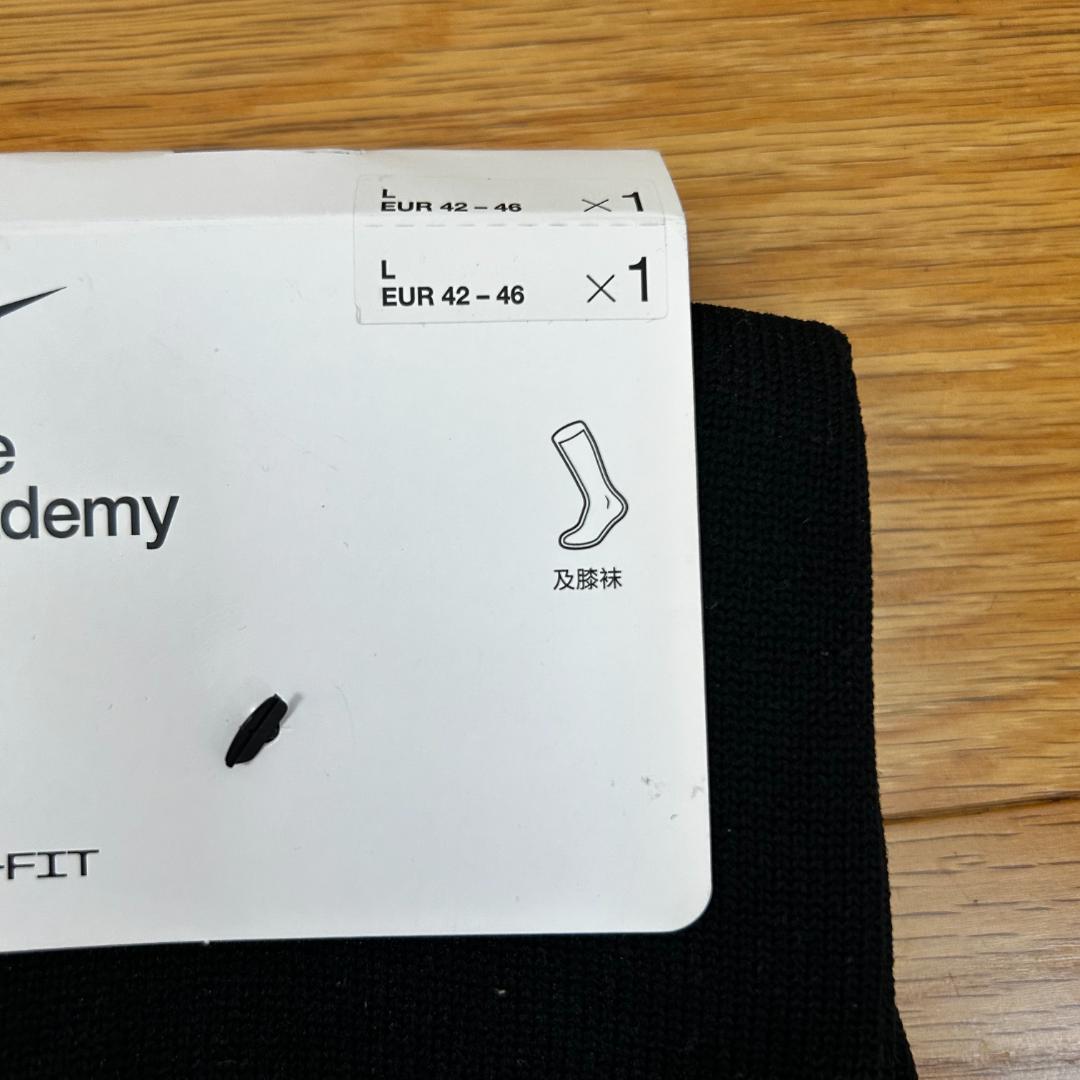 L
EUR 42 – 46 ×1
L
EUR 42 – 46 ×1
e
demy
及膝袜
-FIT